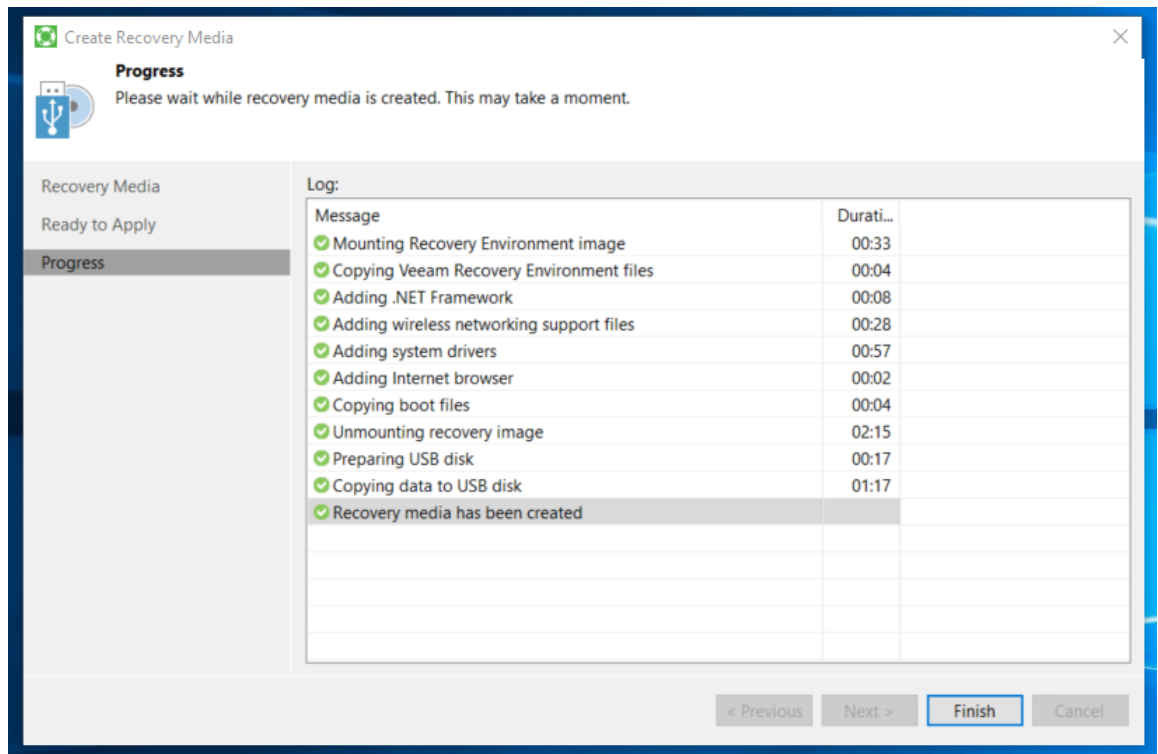 Create Recovery Media
Progress
Please wait while recovery media is created. This may take a moment.
Recovery Media
Ready to Apply
Progress
Log:
Message Durati...
Mounting Recovery Environment image 00:33
Copying Veeam Recovery Environment files 00:04
Adding .NET Framework 00:08
Adding wireless networking support files 00:28
Adding system drivers 00:57
Adding Internet browser 00:02
Copying boot files 00:04
Unmounting recovery image 02:15
Preparing USB disk 00:17
Copying data to USB disk 01:17
Recovery media has been created
< Previous Next > Finish Cancel